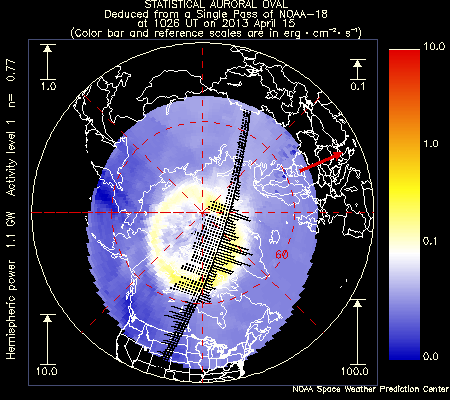 STATISTICAL AURORAL OVAL
Deduced from a Single Pass of NOAA-18
at 1026 UT on 2013 April 15
(Color bar and reference scales are in erg · cm⁻² · s⁻¹)
1.0
0.1
10.0
100.0
60
Hemispheric power 1.1 GW Activity level 1 n= 0.77
10.0
1.0
0.1
0.0
NOAA Space Weather Prediction Center